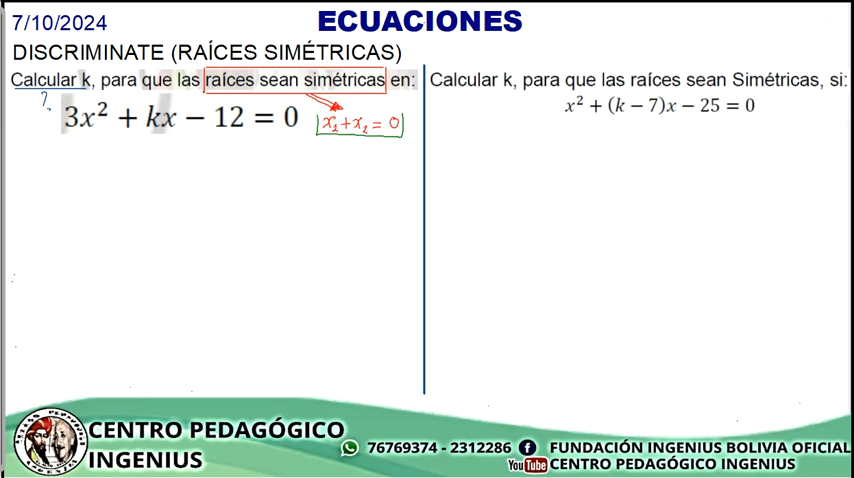 7/10/2024
ECUACIONES
DISCRIMINATE (RAÍCES SIMÉTRICAS)
Calcular k, para que las raíces sean simétricas en:
?
3x² + kx − 12 = 0
x₁ + x₂ = 0
Calcular k, para que las raíces sean Simétricas, si:
x² + (k − 7)x − 25 = 0
CENTRO PEDAGÓGICO
INGENIUS
76769374 - 2312286
FUNDACIÓN INGENIUS BOLIVIA OFICIAL
YouTube CENTRO PEDAGÓGICO INGENIUS